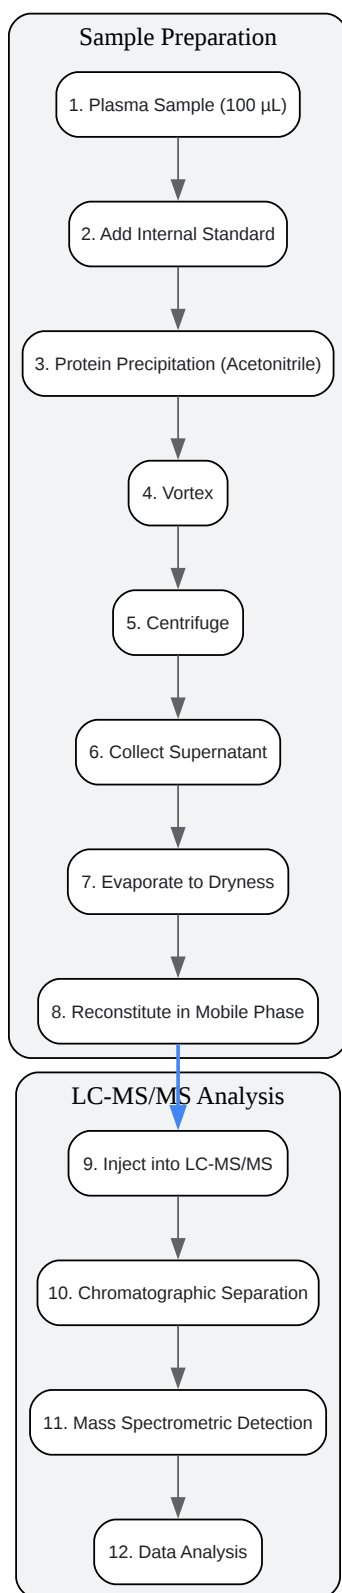 Sample Preparation
1. Plasma Sample (100 µL)
2. Add Internal Standard
3. Protein Precipitation (Acetonitrile)
4. Vortex
5. Centrifuge
6. Collect Supernatant
7. Evaporate to Dryness
8. Reconstitute in Mobile Phase
LC-MS/MS Analysis
9. Inject into LC-MS/MS
10. Chromatographic Separation
11. Mass Spectrometric Detection
12. Data Analysis